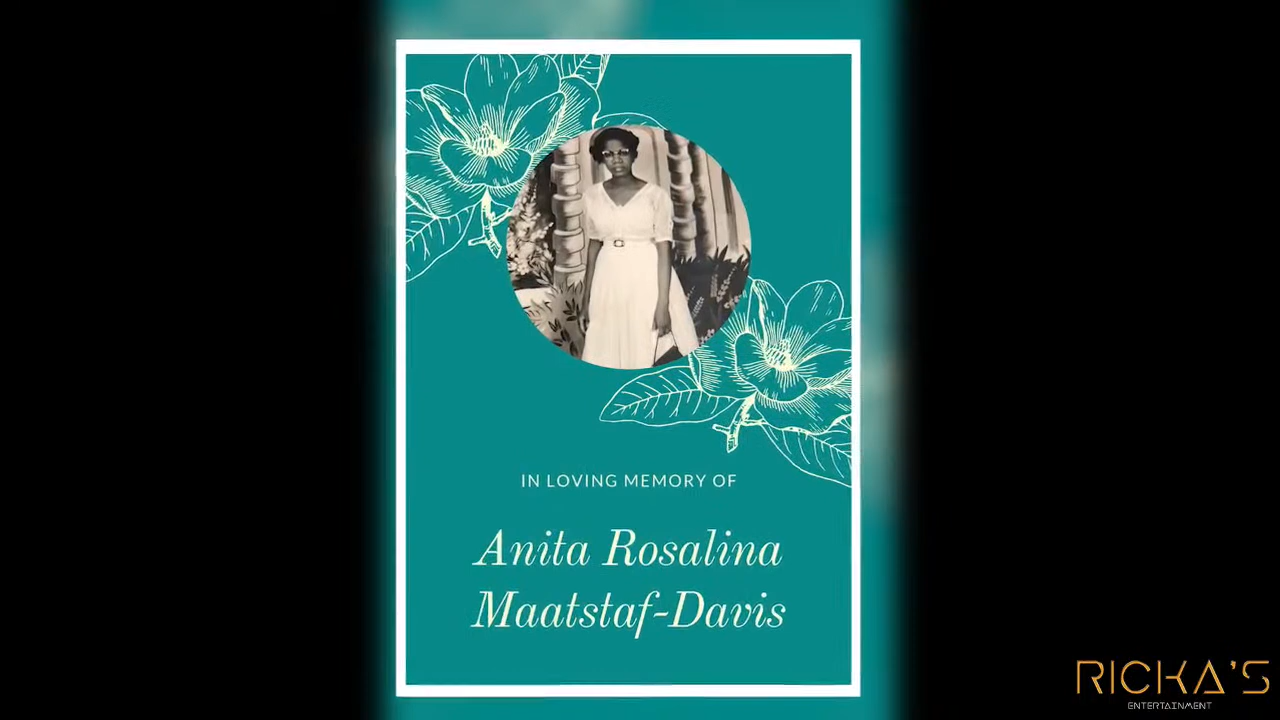 IN LOVING MEMORY OF
Anita Rosalina
Maatstaf-Davis
RICKA'S
ENTERTAINMENT